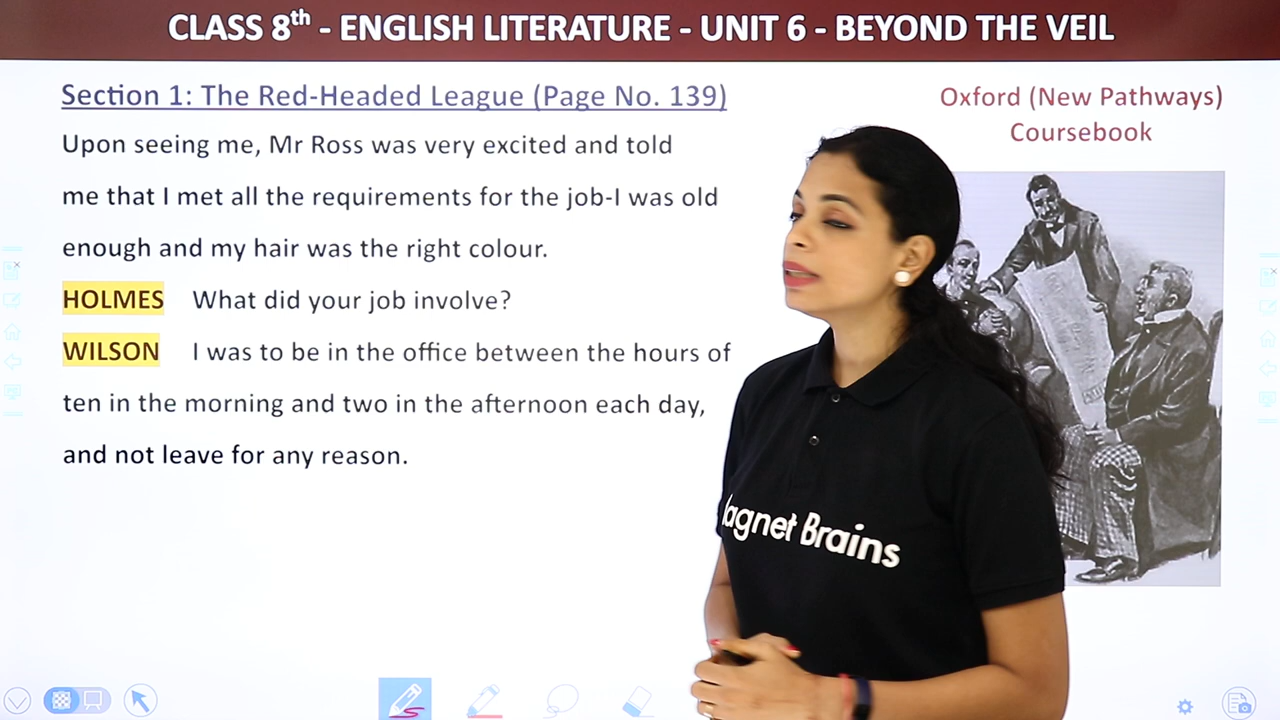 CLASS 8th - ENGLISH LITERATURE - UNIT 6 - BEYOND THE VEIL
Section 1: The Red-Headed League (Page No. 139)
Oxford (New Pathways)
Coursebook
Upon seeing me, Mr Ross was very excited and told
me that I met all the requirements for the job-I was old
enough and my hair was the right colour.
HOLMES What did your job involve?
WILSON I was to be in the office between the hours of
ten in the morning and two in the afternoon each day,
and not leave for any reason.
agnet Brains